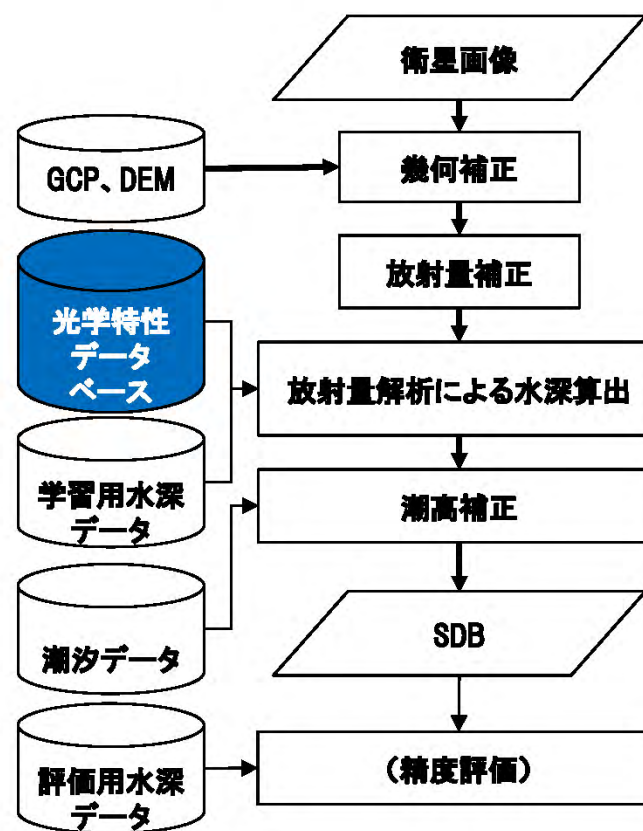 衛星画像
GCP、DEM
幾何補正
放射量補正
光学特性
データ
ベース
放射量解析による水深算出
学習用水深
データ
潮高補正
潮汐データ
SDB
評価用水深
データ
（精度評価）